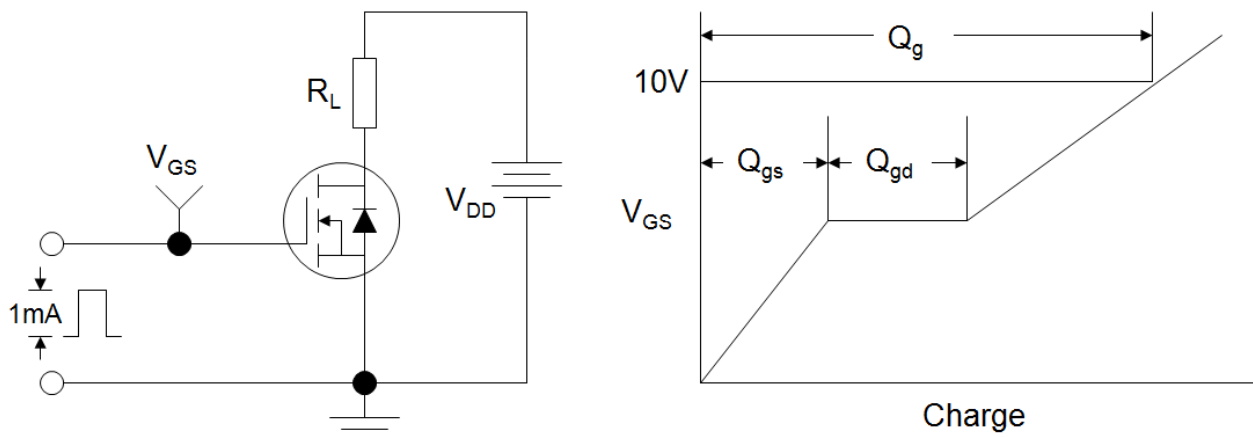 R_L
V_GS
V_DD
1mA
Q_g
10V
Q_gs
Q_gd
V_GS
Charge